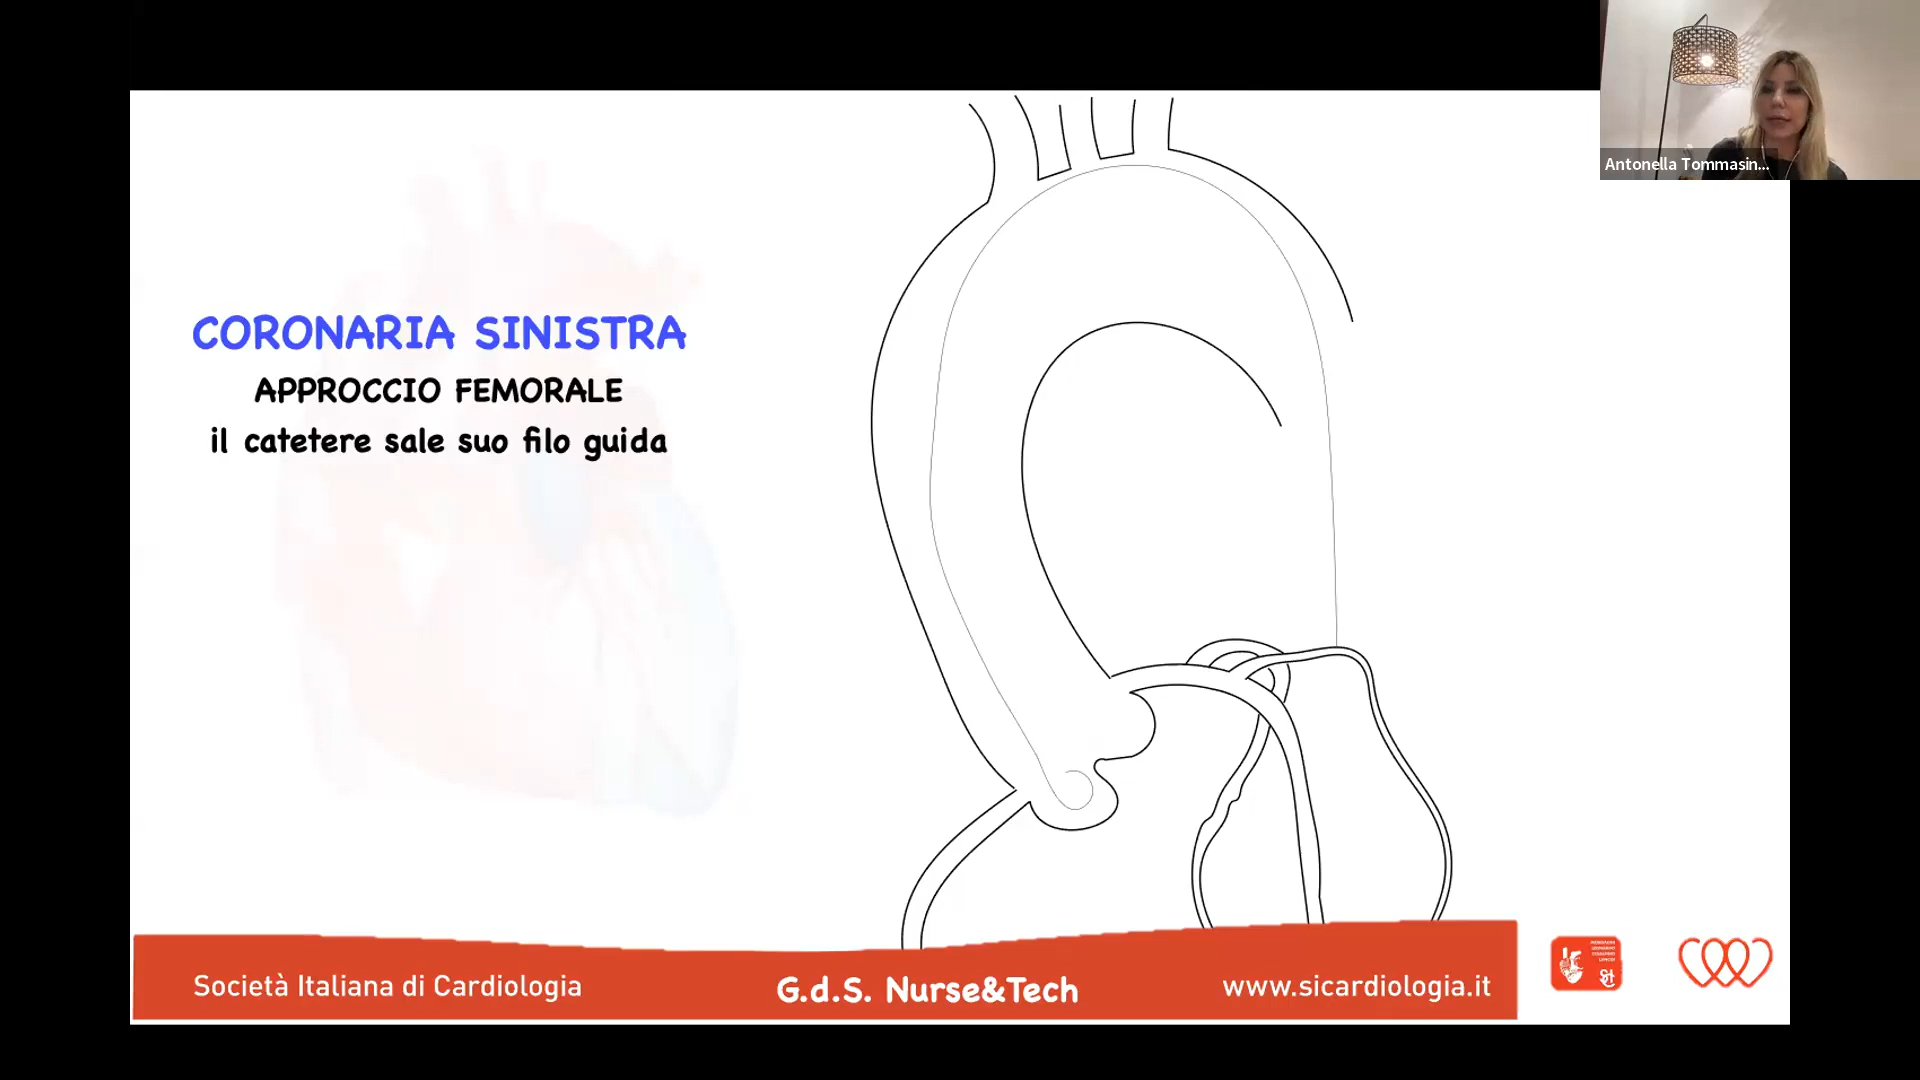 Antonella Tommasin...
CORONARIA SINISTRA
APPROCCIO FEMORALE
il catetere sale suo filo guida
Società Italiana di Cardiologia
G.d.S. Nurse&Tech
www.sicardiologia.it